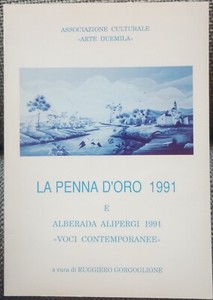 ASSOCIAZIONE CULTURALE
«ARTE DUEMILA»
LA PENNA D'ORO 1991
E
ALBERADA ALIPERGI 1991
«VOCI CONTEMPORANEE»
a cura di RUGGIERO GORGOGLIONE